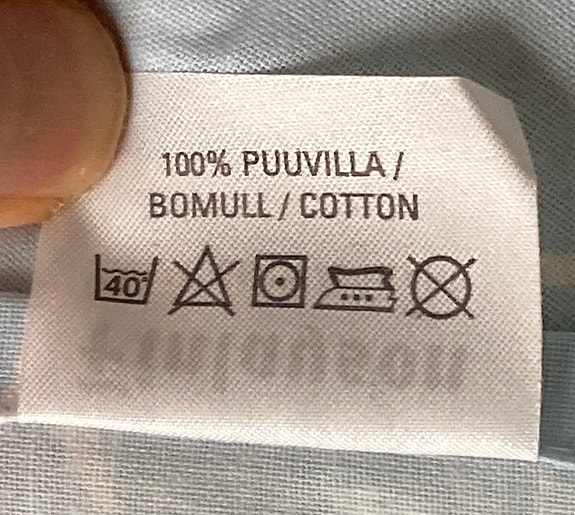 100% PUUVILLA /
BOMULL / COTTON
40°